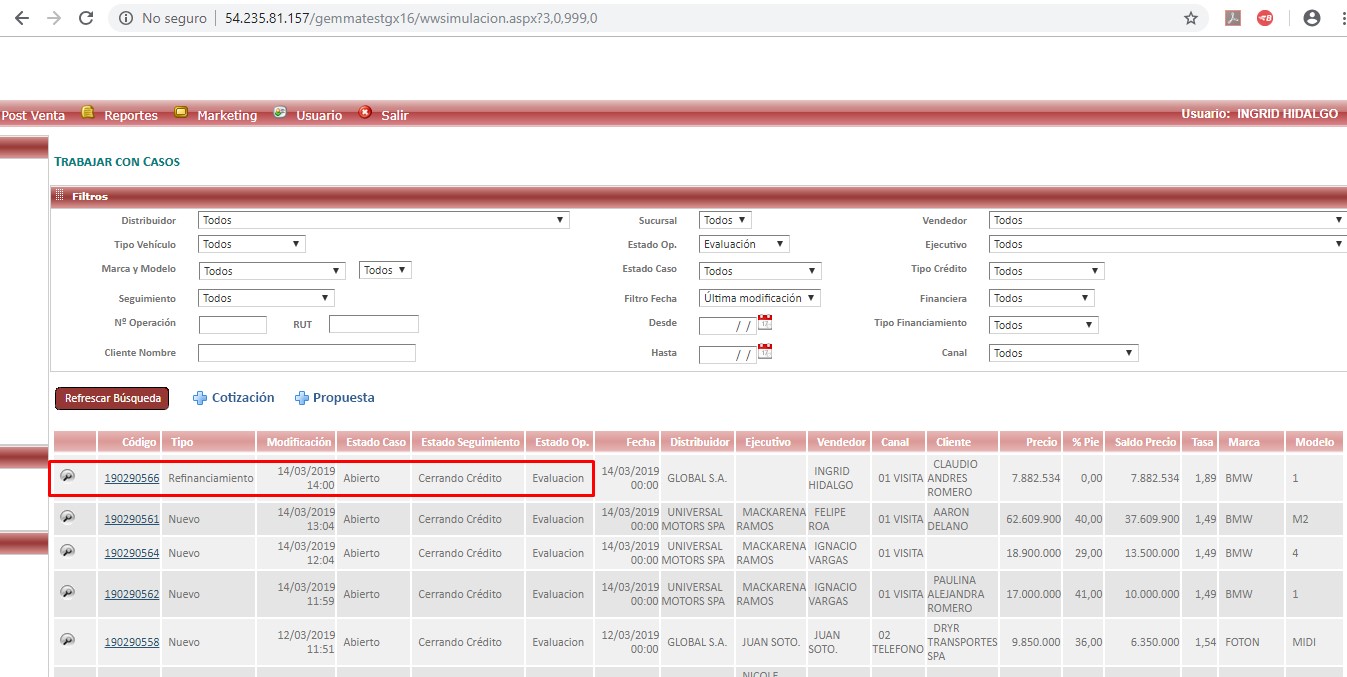 No seguro | 54.235.81.157/gemmatestgx16/wwsimulacion.aspx?3,0,999,0
Post Venta Reportes Marketing Usuario Salir Usuario: INGRID HIDALGO
TRABAJAR CON CASOS
Filtros
Distribuidor Todos Sucursal Todos Vendedor Todos
Tipo Vehículo Todos Estado Op. Evaluación Ejecutivo Todos
Marca y Modelo Todos Todos Estado Caso Todos Tipo Crédito Todos
Seguimiento Todos Filtro Fecha Última modificación Financiera Todos
Nº Operación RUT Desde / / Tipo Financiamiento Todos
Cliente Nombre Hasta / / Canal Todos
Refrescar Búsqueda Cotización Propuesta
Código Tipo Modificación Estado Caso Estado Seguimiento Estado Op. Fecha Distribuidor Ejecutivo Vendedor Canal Cliente Precio % Pie Saldo Precio Tasa Marca Modelo
190290566 Refinanciamiento 14/03/2019 14:00 Abierto Cerrando Crédito Evaluacion 14/03/2019 00:00 GLOBAL S.A. INGRID HIDALGO 01 VISITA CLAUDIO ANDRES ROMERO 7.882.534 0,00 7.882.534 1,89 BMW 1
190290561 Nuevo 14/03/2019 13:04 Abierto Cerrando Crédito Evaluacion 14/03/2019 00:00 UNIVERSAL MOTORS SPA MACKARENA RAMOS FELIPE ROA 01 VISITA AARON DELANO 62.609.900 40,00 37.609.900 1,49 BMW M2
190290564 Nuevo 14/03/2019 12:04 Abierto Cerrando Crédito Evaluacion 14/03/2019 00:00 UNIVERSAL MOTORS SPA MACKARENA RAMOS IGNACIO VARGAS 01 VISITA 18.900.000 29,00 13.500.000 1,49 BMW 4
190290562 Nuevo 14/03/2019 11:59 Abierto Cerrando Crédito Evaluacion 14/03/2019 00:00 UNIVERSAL MOTORS SPA MACKARENA RAMOS IGNACIO VARGAS 01 VISITA PAULINA ALEJANDRA ROMERO 17.000.000 41,00 10.000.000 1,49 BMW 1
190290558 Nuevo 12/03/2019 11:51 Abierto Cerrando Crédito Evaluacion 12/03/2019 00:00 GLOBAL S.A. JUAN SOTO. JUAN SOTO. 02 TELEFONO DRYR TRANSPORTES SPA 9.850.000 36,00 6.350.000 1,54 FOTON MIDI
NICOLE